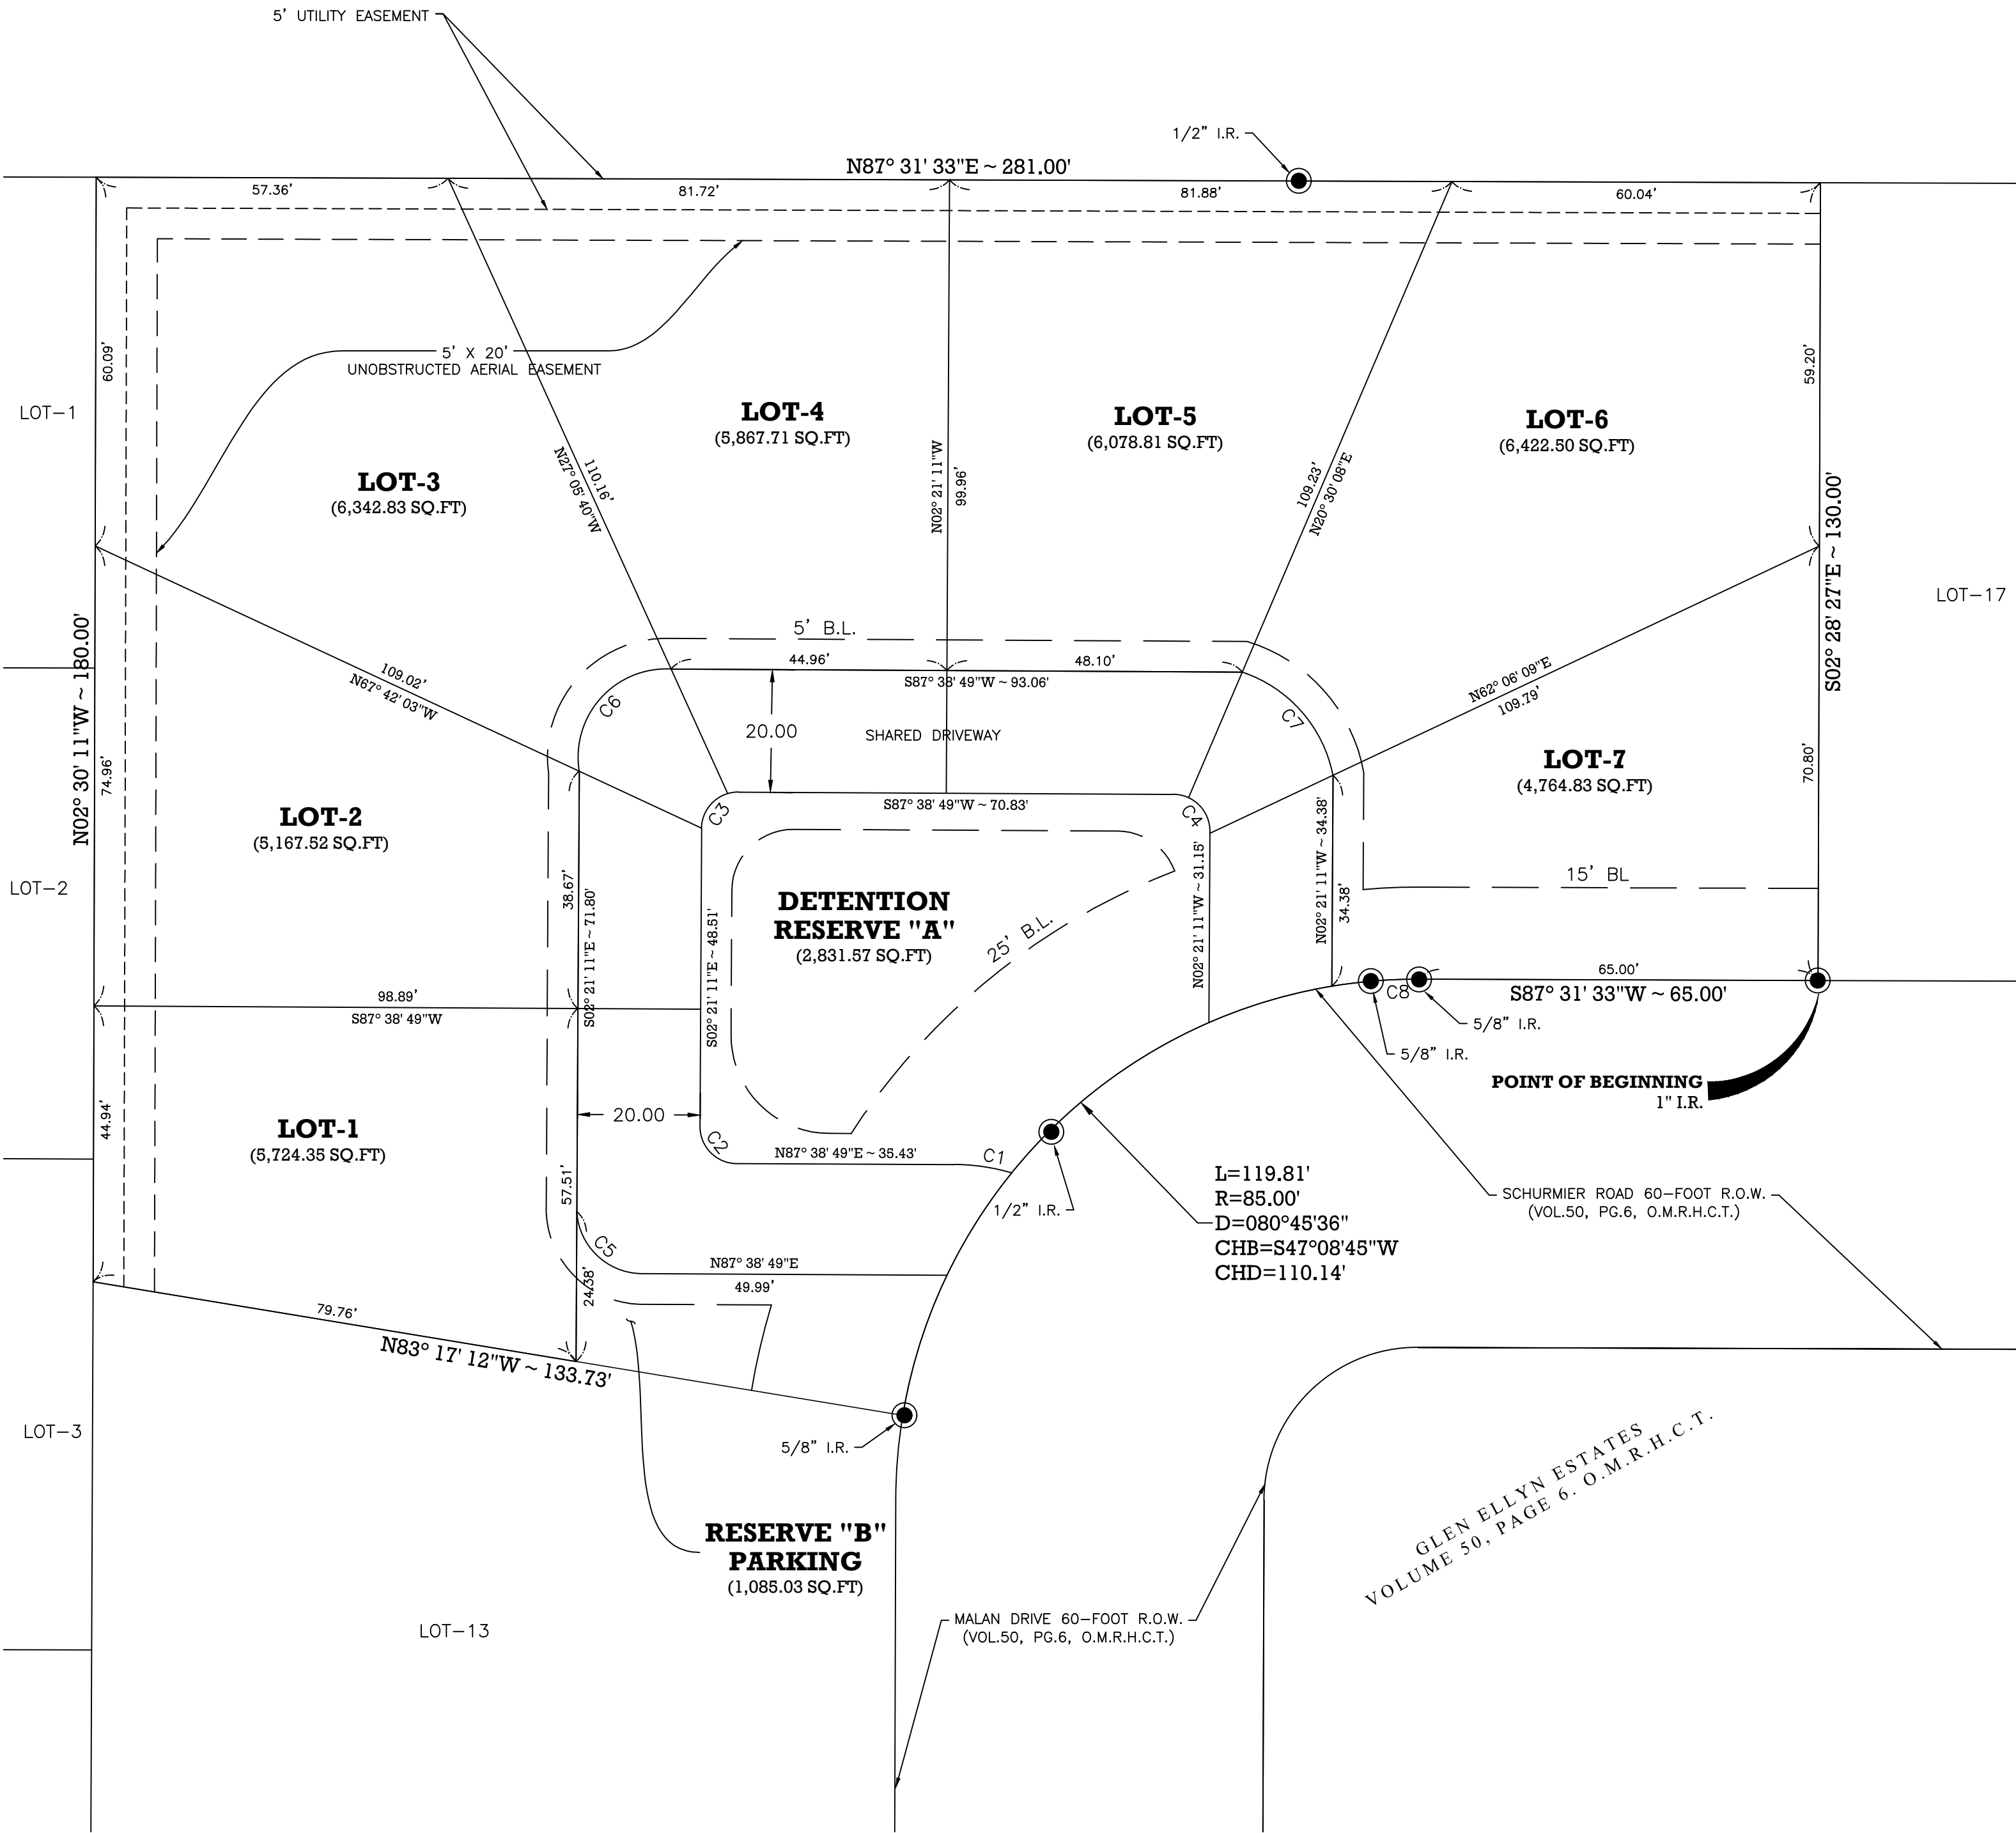 5' UTILITY EASEMENT
1/2" I.R.
N87° 31' 33"E ~ 281.00'
57.36'
81.72'
81.88'
60.04'
60.09'
5' X 20'
UNOBSTRUCTED AERIAL EASEMENT
59.20'
LOT-1
LOT-4
(5,867.71 SQ.FT)
LOT-5
(6,078.81 SQ.FT)
LOT-6
(6,422.50 SQ.FT)
LOT-3
(6,342.83 SQ.FT)
110.16'
N27° 05' 40"W
N02° 21' 11"W
99.96'
109.23'
N20° 30' 08"E
S02° 28' 27"E ~ 130.00'
LOT-17
5' B.L.
44.96'
48.10'
S87° 38' 49"W ~ 93.06'
109.02'
N67° 42' 03"W
N62° 06' 09"E
109.79'
N02° 30' 11"W ~ 180.00'
C6
C7
20.00
SHARED DRIVEWAY
LOT-7
(4,764.83 SQ.FT)
74.96'
70.80'
C3
S87° 38' 49"W ~ 70.83'
C4
LOT-2
(5,167.52 SQ.FT)
LOT-2
38.67'
S02° 21' 11"E ~ 71.80'
S02° 21' 11"E ~ 48.51'
DETENTION
RESERVE "A"
(2,831.57 SQ.FT)
25' B.L.
N02° 21' 11"W ~ 31.15'
N02° 21' 11"W ~ 34.38'
34.38'
15' BL
98.89'
S87° 38' 49"W
65.00'
C8
S87° 31' 33"W ~ 65.00'
5/8" I.R.
5/8" I.R.
POINT OF BEGINNING
1" I.R.
44.94'
LOT-1
(5,724.35 SQ.FT)
20.00
C2
N87° 38' 49"E ~ 35.43'
C1
57.51'
1/2" I.R.
L=119.81'
R=85.00'
D=080°45'36"
CHB=S47°08'45"W
CHD=110.14'
SCHURMIER ROAD 60-FOOT R.O.W.
(VOL.50, PG.6, O.M.R.H.C.T.)
C5
N87° 38' 49"E
49.99'
24.38'
79.76'
N83° 17' 12"W ~ 133.73'
LOT-3
5/8" I.R.
GLEN ELLYN ESTATES
VOLUME 50, PAGE 6. O.M.R.H.C.T.
RESERVE "B"
PARKING
(1,085.03 SQ.FT)
LOT-13
MALAN DRIVE 60-FOOT R.O.W.
(VOL.50, PG.6, O.M.R.H.C.T.)